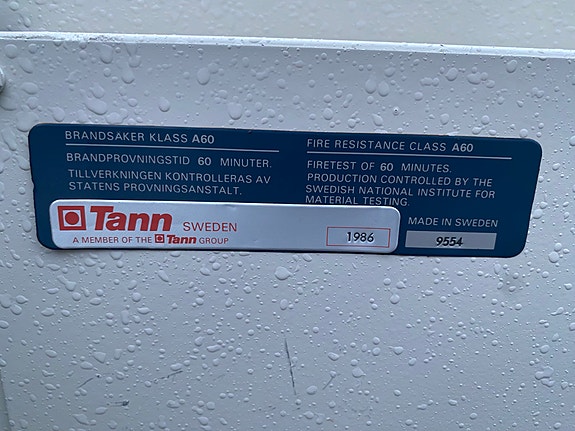 BRANDSAKER KLASS A60
BRANDPROVNINGSTID 60 MINUTER.
TILLVERKNINGEN KONTROLLERAS AV
STATENS PROVNINGSANSTALT.
FIRE RESISTANCE CLASS A60
FIRETEST OF 60 MINUTES.
PRODUCTION CONTROLLED BY THE
SWEDISH NATIONAL INSTITUTE FOR
MATERIAL TESTING.
Tann SWEDEN
A MEMBER OF THE Tann GROUP
1986
MADE IN SWEDEN
9554